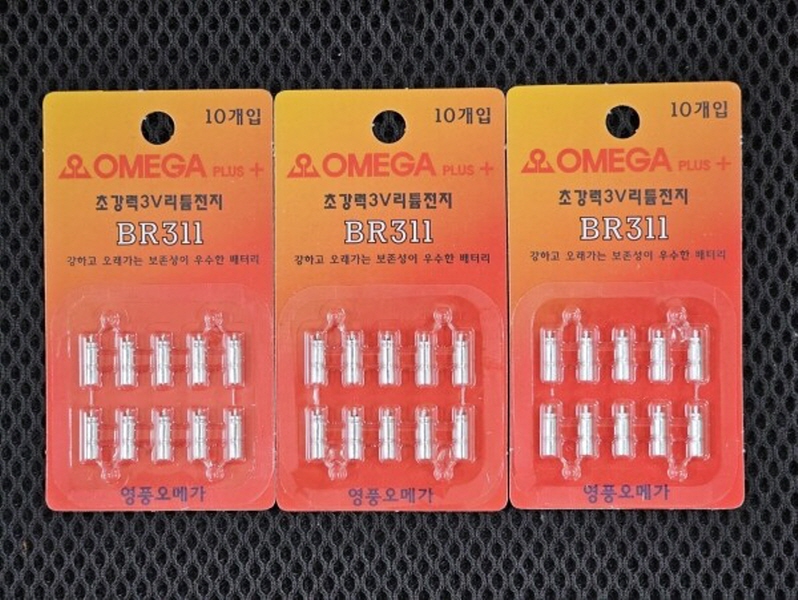 10개입
OMEGA PLUS +
초강력3V리튬전지
BR311
강하고 오래가는 보존성이 우수한 배터리
영풍오메가
10개입
OMEGA PLUS +
초강력3V리튬전지
BR311
강하고 오래가는 보존성이 우수한 배터리
영풍오메가
10개입
OMEGA PLUS +
초강력3V리튬전지
BR311
강하고 오래가는 보존성이 우수한 배터리
영풍오메가